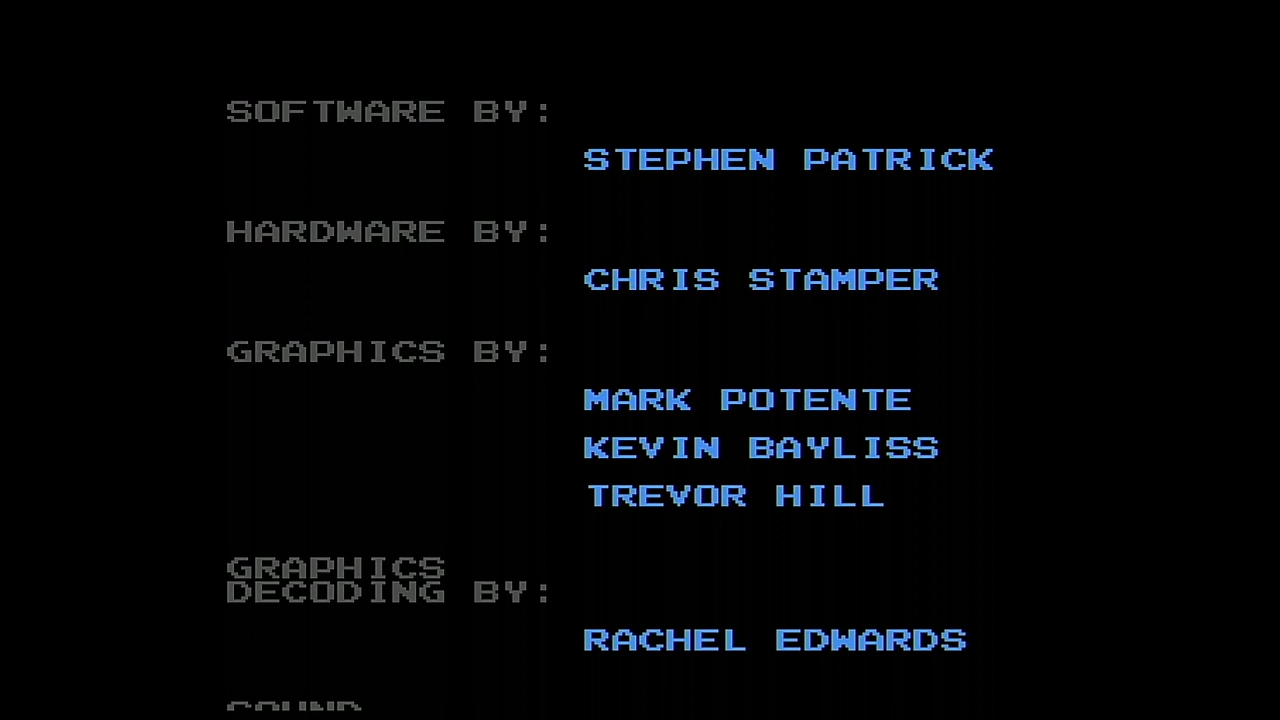 SOFTWARE BY:
STEPHEN PATRICK
HARDWARE BY:
CHRIS STAMPER
GRAPHICS BY:
MARK POTENTE
KEVIN BAYLISS
TREVOR HILL
GRAPHICS
DECODING BY:
RACHEL EDWARDS
SOUND